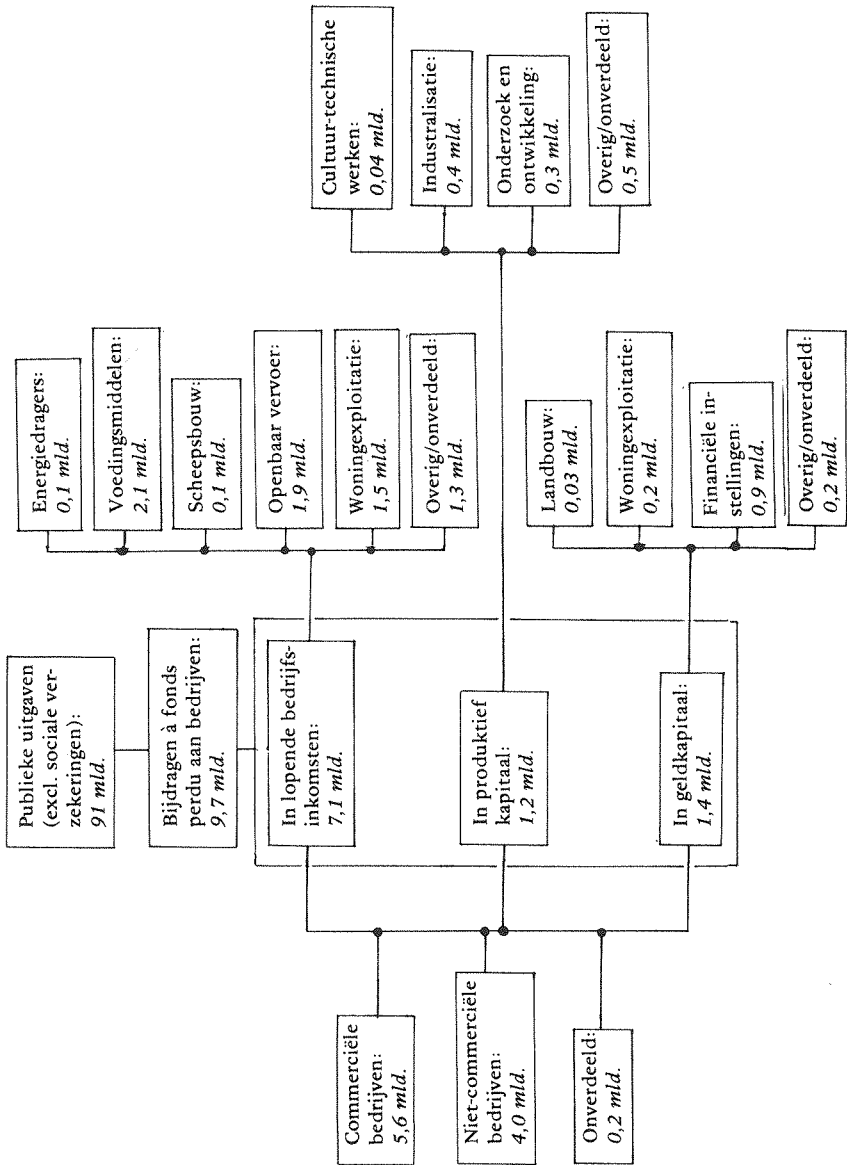 Publieke uitgaven
(excl. sociale ver-
zekeringen):
91 mld.
Bijdragen à fonds
perdu aan bedrijven:
9,7 mld.
Commerciële
bedrijven:
5,6 mld.
Niet-commerciële
bedrijven:
4,0 mld.
Onverdeeld:
0,2 mld.
In lopende bedrijfs-
inkomsten:
7,1 mld.
In produktief
kapitaal:
1,2 mld.
In geldkapitaal:
1,4 mld.
Energiedragers:
0,1 mld.
Voedingsmiddelen:
2,1 mld.
Scheepsbouw:
0,1 mld.
Openbaar vervoer:
1,9 mld.
Woningexploitatie:
1,5 mld.
Overig/onverdeeld:
1,3 mld.
Landbouw:
0,03 mld.
Woningexploitatie:
0,2 mld.
Financiële in-
stellingen:
0,9 mld.
Overig/onverdeeld:
0,2 mld.
Cultuur-technische
werken:
0,04 mld.
Industralisatie:
0,4 mld.
Onderzoek en
ontwikkeling:
0,3 mld.
Overig/onverdeeld:
0,5 mld.